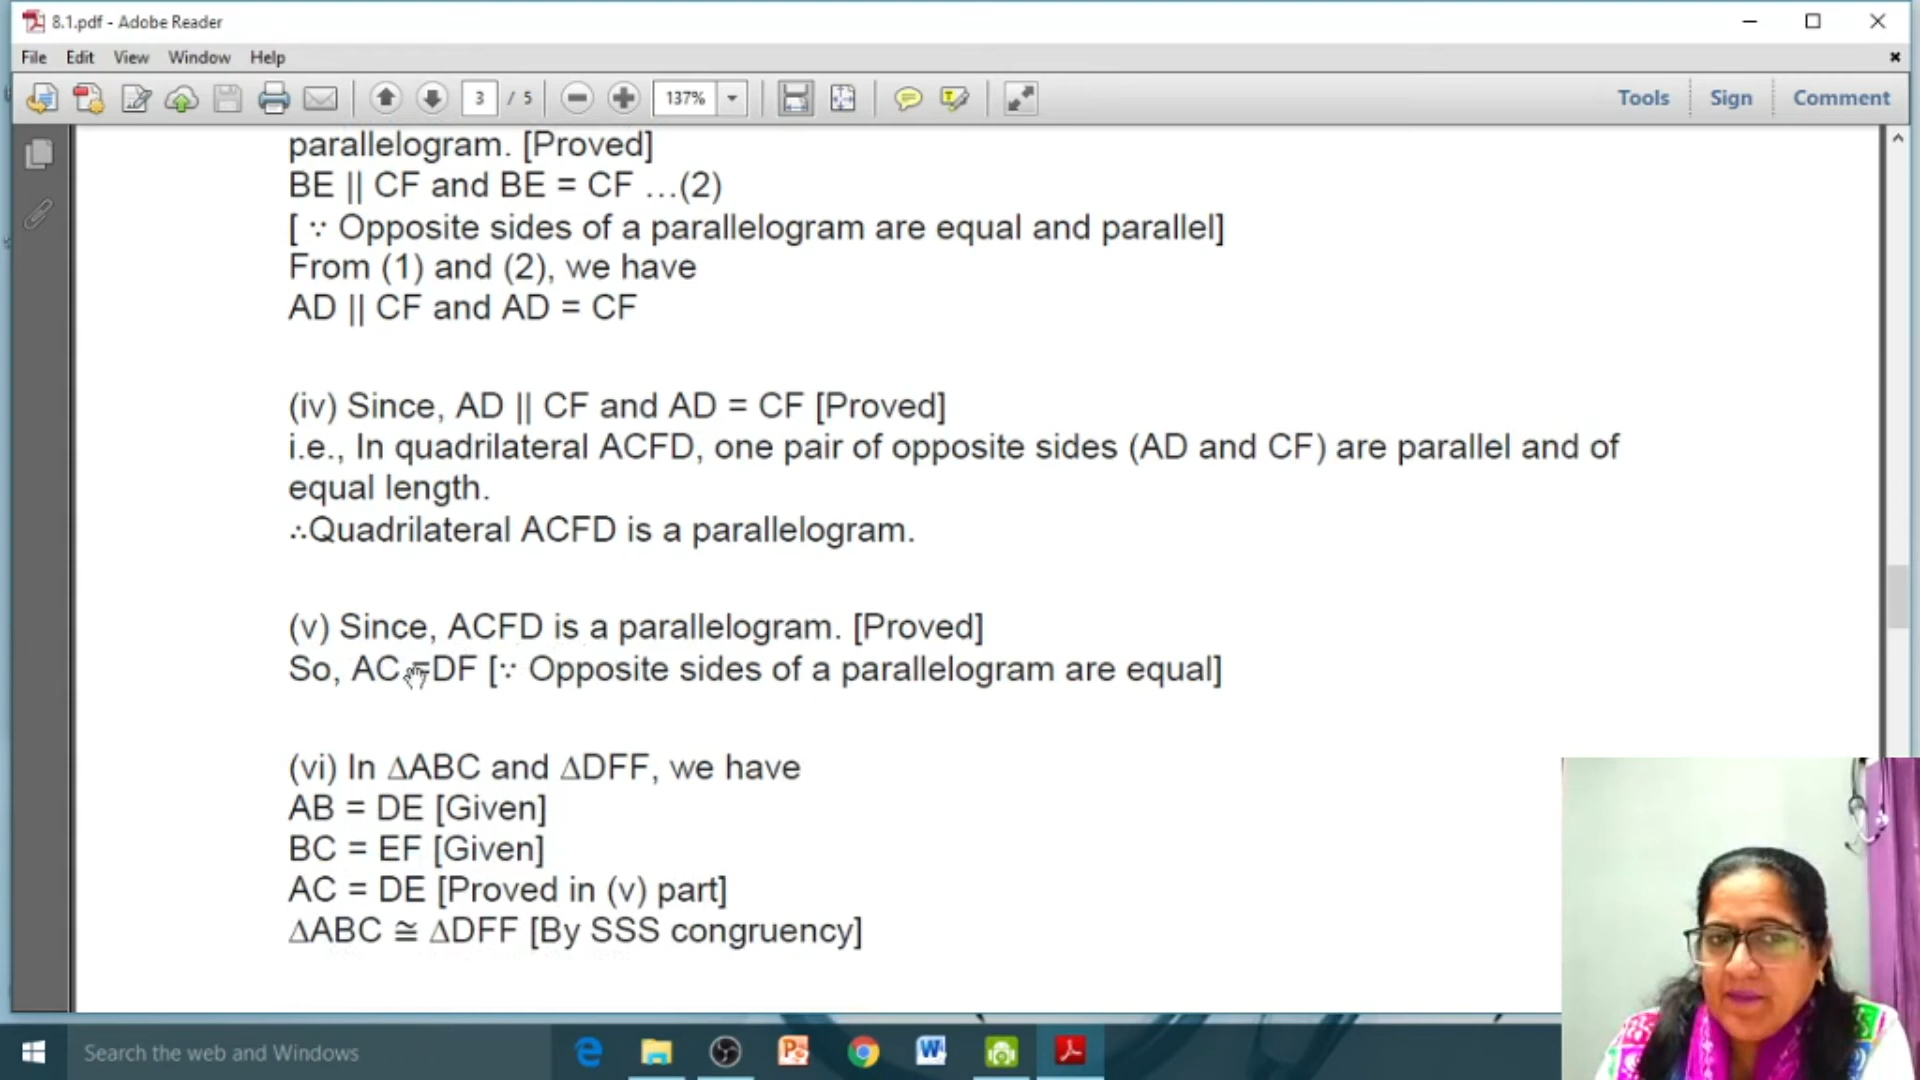 8.1.pdf - Adobe Reader
File Edit View Window Help
3 / 5 137% Tools Sign Comment
parallelogram. [Proved]
BE || CF and BE = CF …(2)
[ ∵ Opposite sides of a parallelogram are equal and parallel]
From (1) and (2), we have
AD || CF and AD = CF
(iv) Since, AD || CF and AD = CF [Proved]
i.e., In quadrilateral ACFD, one pair of opposite sides (AD and CF) are parallel and of
equal length.
∴Quadrilateral ACFD is a parallelogram.
(v) Since, ACFD is a parallelogram. [Proved]
So, AC =DF [∵ Opposite sides of a parallelogram are equal]
(vi) In ∆ABC and ∆DFF, we have
AB = DE [Given]
BC = EF [Given]
AC = DE [Proved in (v) part]
∆ABC ≅ ∆DFF [By SSS congruency]
Search the web and Windows